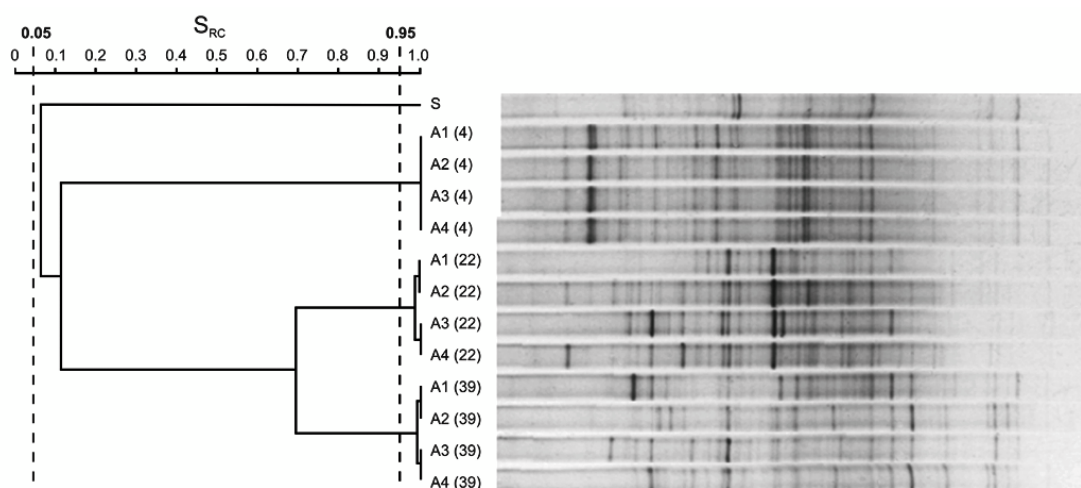 S_RC
0.05 0.95
0 0.1 0.2 0.3 0.4 0.5 0.6 0.7 0.8 0.9 1.0
S
A1 (4)
A2 (4)
A3 (4)
A4 (4)
A1 (22)
A2 (22)
A3 (22)
A4 (22)
A1 (39)
A2 (39)
A3 (39)
A4 (39)